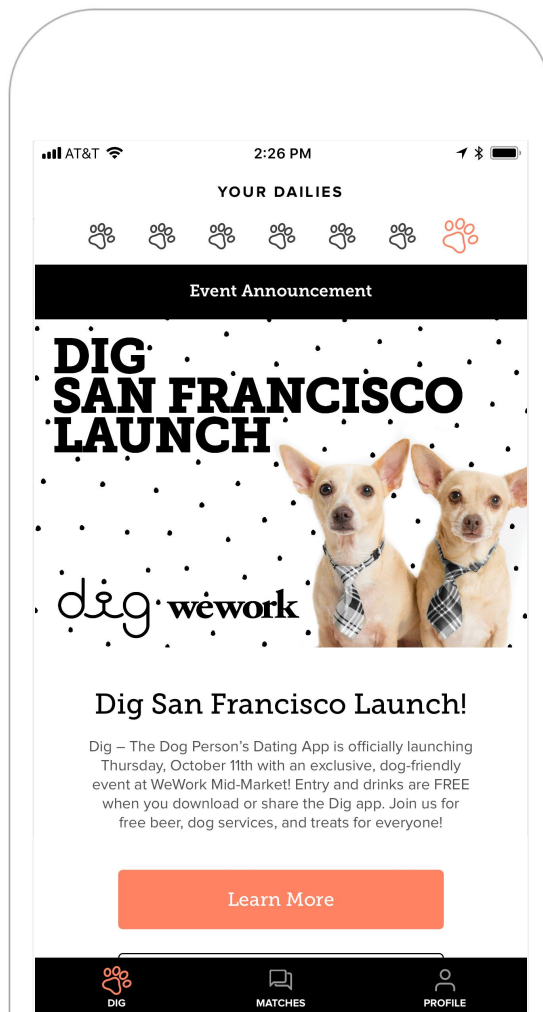 AT&T 2:26 PM
YOUR DAILIES
Event Announcement
DIG
SAN FRANCISCO
LAUNCH
dig wework
Dig San Francisco Launch!
Dig – The Dog Person's Dating App is officially launching
Thursday, October 11th with an exclusive, dog-friendly
event at WeWork Mid-Market! Entry and drinks are FREE
when you download or share the Dig app. Join us for
free beer, dog services, and treats for everyone!
Learn More
DIG MATCHES PROFILE